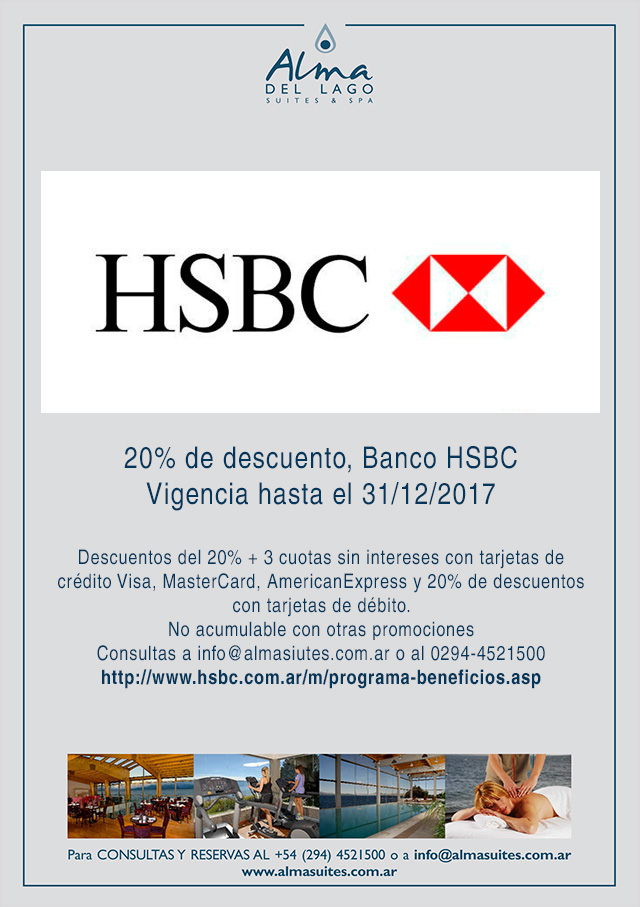 Alma
DEL LAGO
SUITES & SPA
HSBC
20% de descuento, Banco HSBC
Vigencia hasta el 31/12/2017
Descuentos del 20% + 3 cuotas sin intereses con tarjetas de
crédito Visa, MasterCard, AmericanExpress y 20% de descuentos
con tarjetas de débito.
No acumulable con otras promociones
Consultas a info@almasiutes.com.ar o al 0294-4521500
http://www.hsbc.com.ar/m/programa-beneficios.asp
Para CONSULTAS Y RESERVAS AL +54 (294) 4521500 o a info@almasuites.com.ar
www.almasuites.com.ar